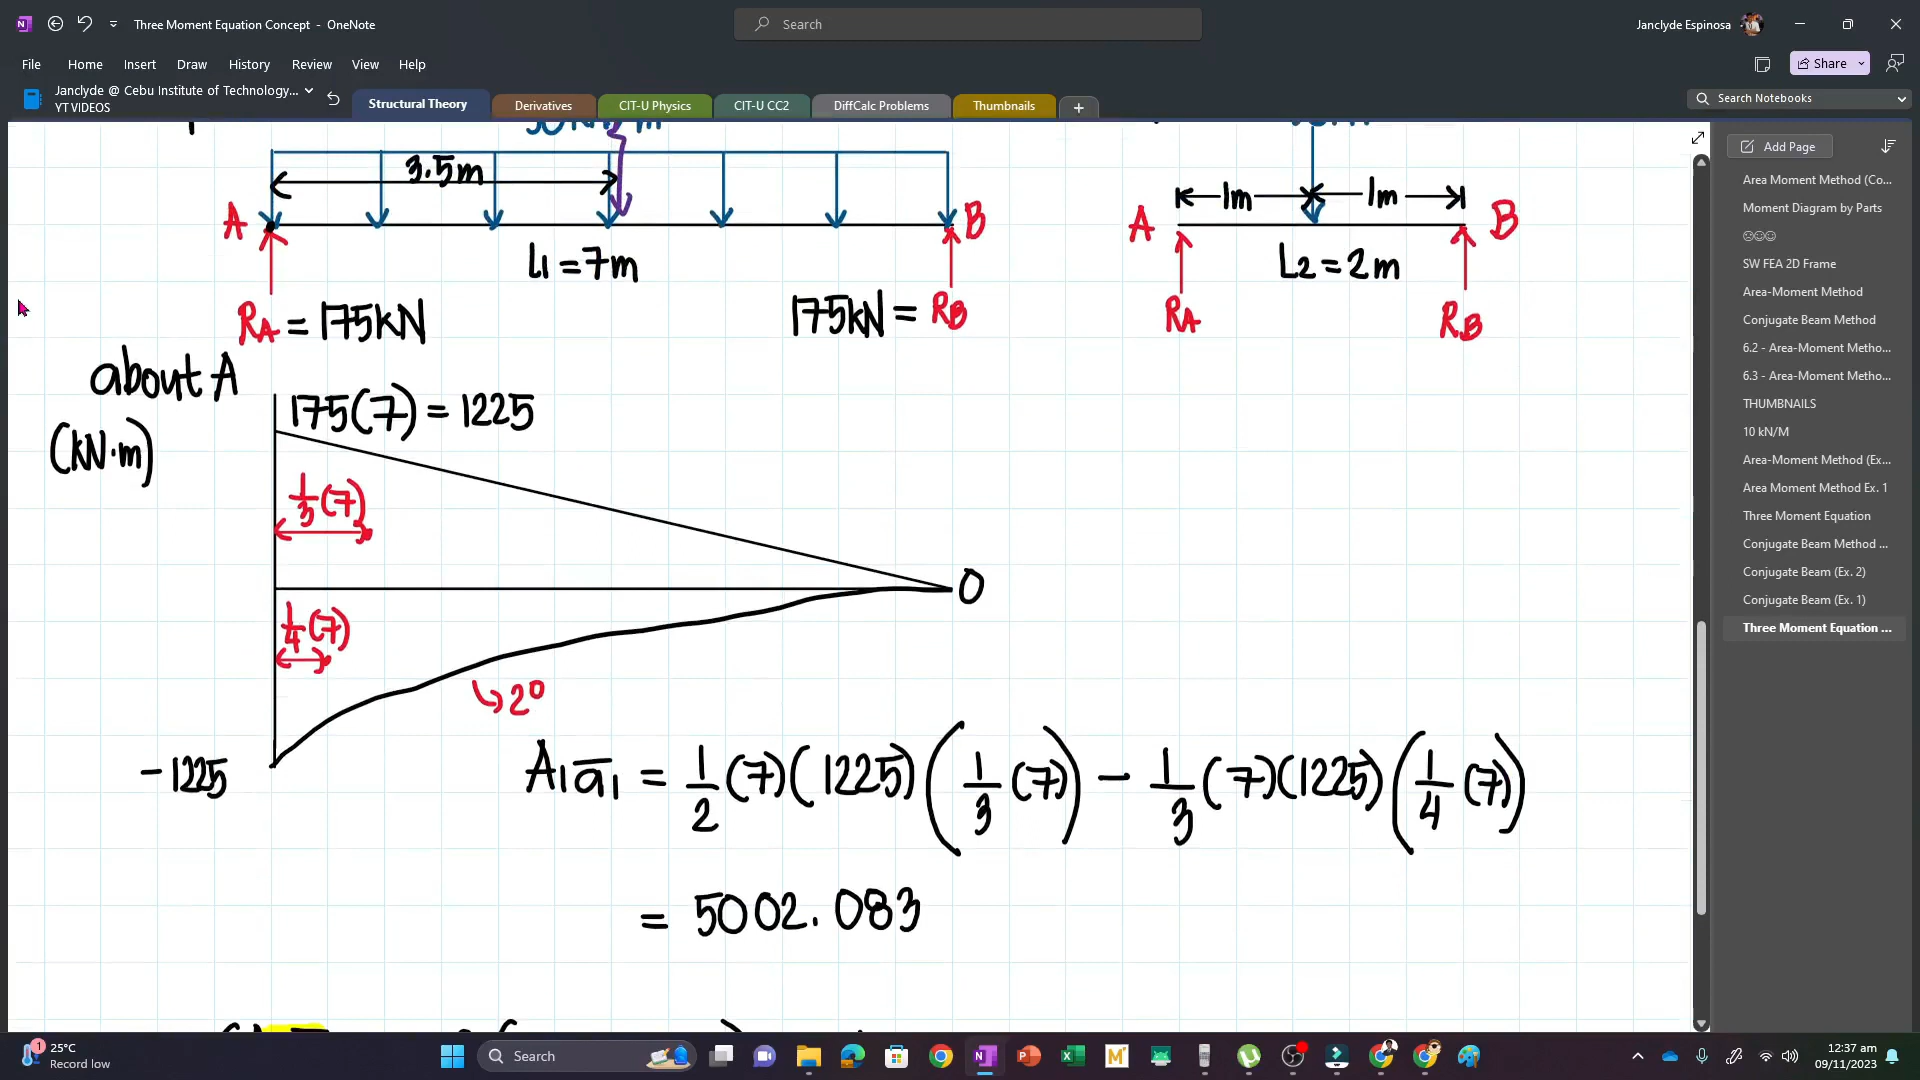 Three Moment Equation Concept - OneNote
Search
Janclyde Espinosa
File Home Insert Draw History Review View Help
Share
Janclyde @ Cebu Institute of Technology...
YT VIDEOS
Structural Theory
Derivatives
CIT-U Physics
CIT-U CC2
DiffCalc Problems
Thumbnails
+
Search Notebooks
Add Page
Area Moment Method (Co...
Moment Diagram by Parts
☹☺☺
SW FEA 2D Frame
Area-Moment Method
Conjugate Beam Method
6.2 - Area-Moment Metho...
6.3 - Area-Moment Metho...
THUMBNAILS
10 kN/M
Area-Moment Method (Ex...
Area Moment Method Ex. 1
Three Moment Equation
Conjugate Beam Method ...
Conjugate Beam (Ex. 2)
Conjugate Beam (Ex. 1)
Three Moment Equation ...
3.5m
A B
L1 = 7m
RA = 175kN
175kN = RB
1m 1m
A B
L2 = 2m
RA RB
about A
(kN·m)
175(7) = 1225
1/3 (7)
0
1/4 (7)
2°
-1225
A1ā1 = 1/2 (7)(1225)(1/3 (7)) - 1/3 (7)(1225)(1/4 (7))
= 5002.083
1
25°C
Record low
Search
12:37 am
09/11/2023